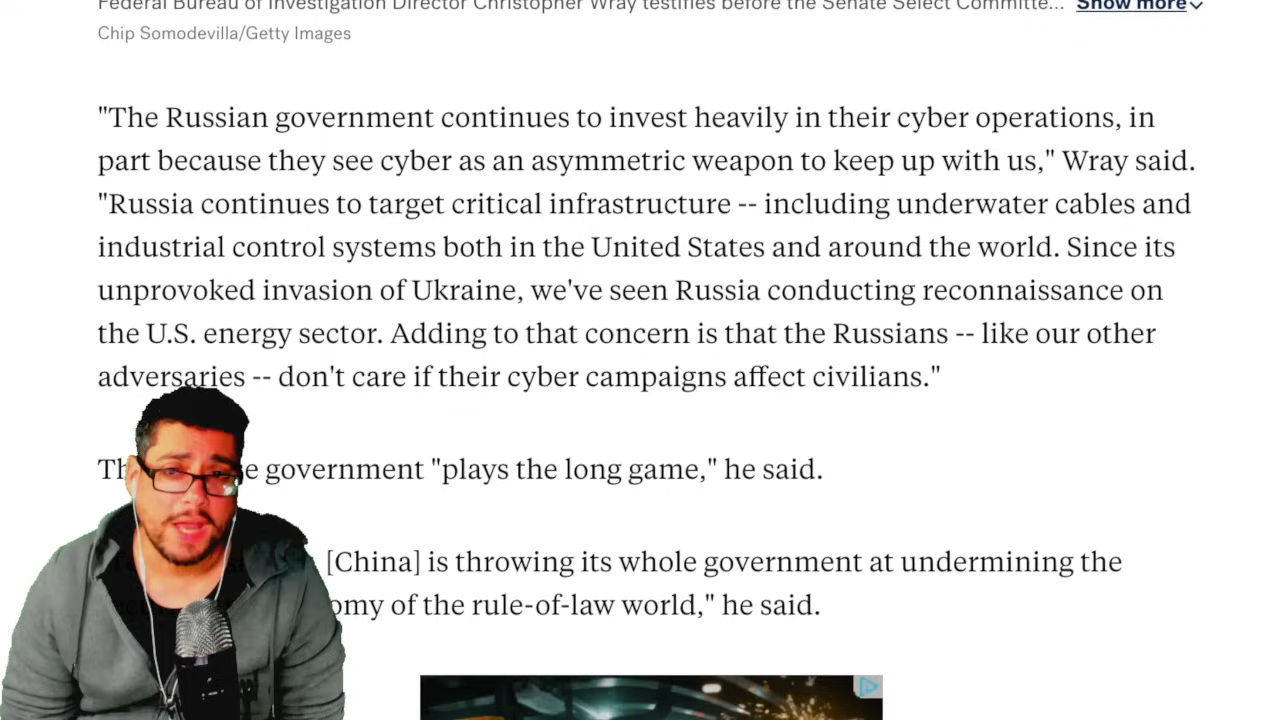 Federal Bureau of Investigation Director Christopher Wray testifies before the Senate Select Committe... Show more
Chip Somodevilla/Getty Images
"The Russian government continues to invest heavily in their cyber operations, in
part because they see cyber as an asymmetric weapon to keep up with us," Wray said.
"Russia continues to target critical infrastructure -- including underwater cables and
industrial control systems both in the United States and around the world. Since its
unprovoked invasion of Ukraine, we've seen Russia conducting reconnaissance on
the U.S. energy sector. Adding to that concern is that the Russians -- like our other
adversaries -- don't care if their cyber campaigns affect civilians."
government "plays the long game," he said.
[China] is throwing its whole government at undermining the
of the rule-of-law world," he said.